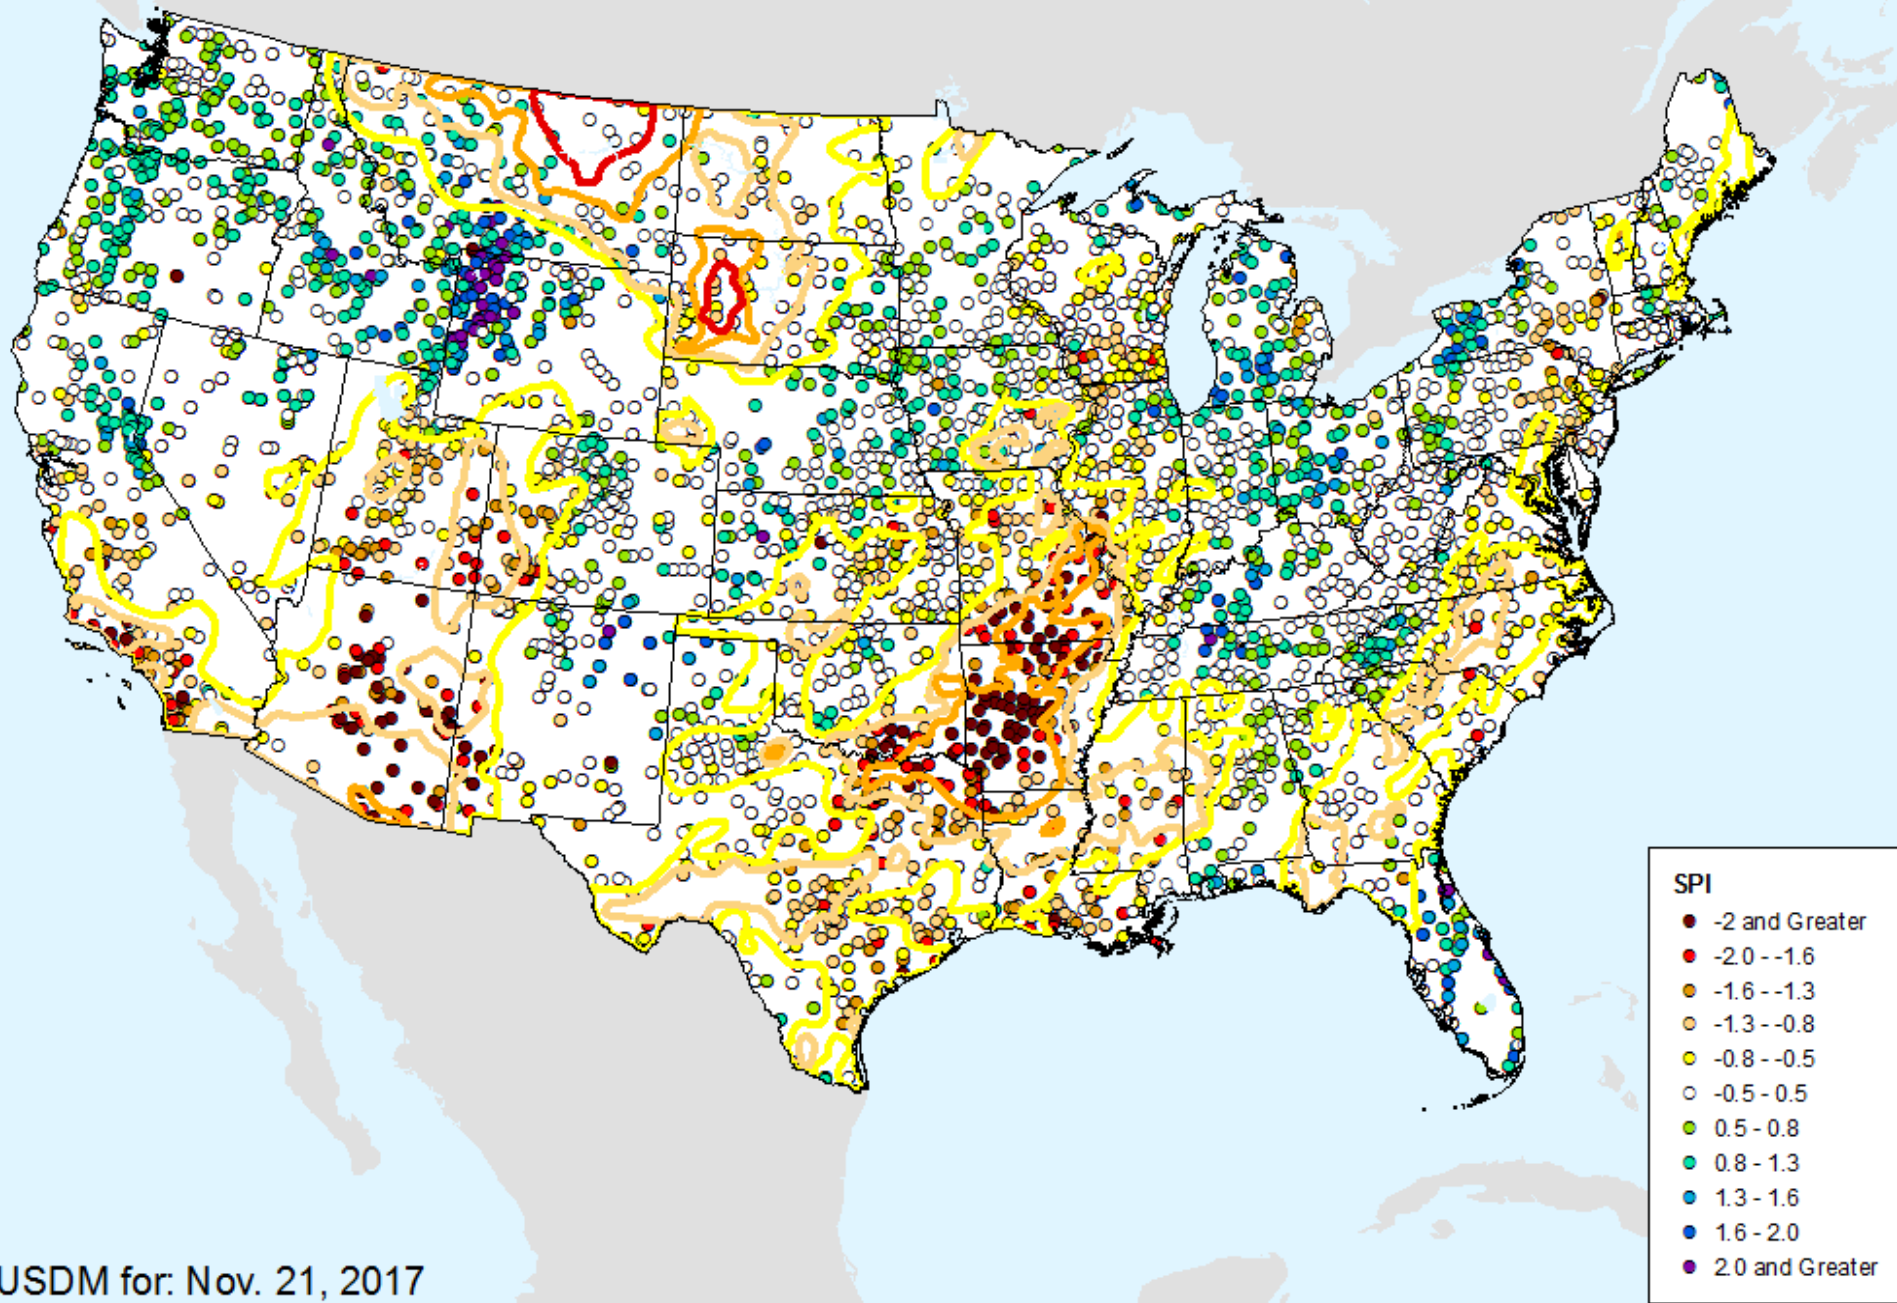 SPI
-2 and Greater
-2.0 - -1.6
-1.6 - -1.3
-1.3 - -0.8
-0.8 - -0.5
-0.5 - 0.5
0.5 - 0.8
0.8 - 1.3
1.3 - 1.6
1.6 - 2.0
2.0 and Greater
USDM for: Nov. 21, 2017